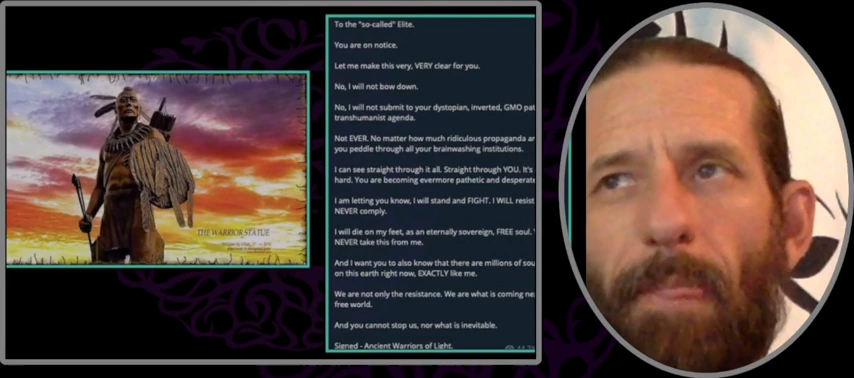 THE WARRIOR STATUE
To the "so-called" Elite.
You are on notice.
Let me make this very, VERY clear for you.
No, I will not bow down.
No, I will not submit to your dystopian, inverted, GMO
transhumanist agenda.
Not EVER. No matter how much ridiculous propaganda
you peddle through all your brainwashing institutions.
I can see straight through it all. Straight through YOU. It's
hard. You are becoming evermore pathetic and
I am letting you know, I will stand and FIGHT. I WILL resist
NEVER comply.
I will die on my feet, as an eternally sovereign, FREE soul.
NEVER take this from me.
And I want you to also know that there are millions of
on this earth right now, EXACTLY like me.
We are not only the resistance. We are what is coming
free world.
And you cannot stop us, nor what is inevitable.
Signed - Ancient Warriors of Light.